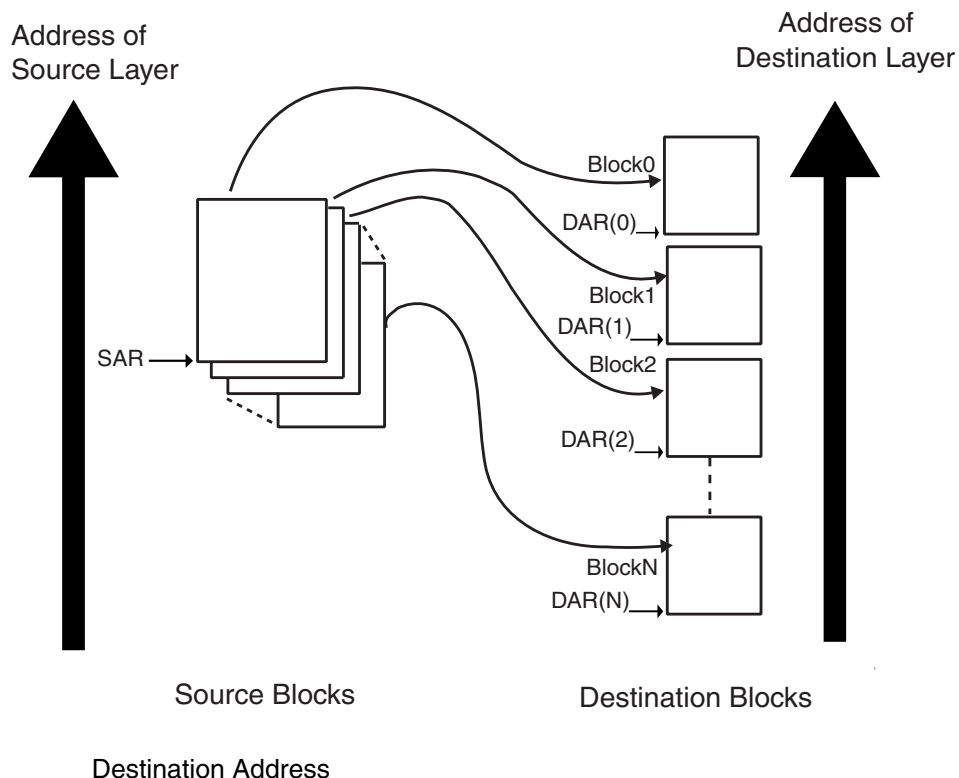 Address of
Source Layer
Address of
Destination Layer
Block0
DAR(0)
Block1
DAR(1)
SAR
Block2
DAR(2)
BlockN
DAR(N)
Source Blocks
Destination Blocks
Destination Address